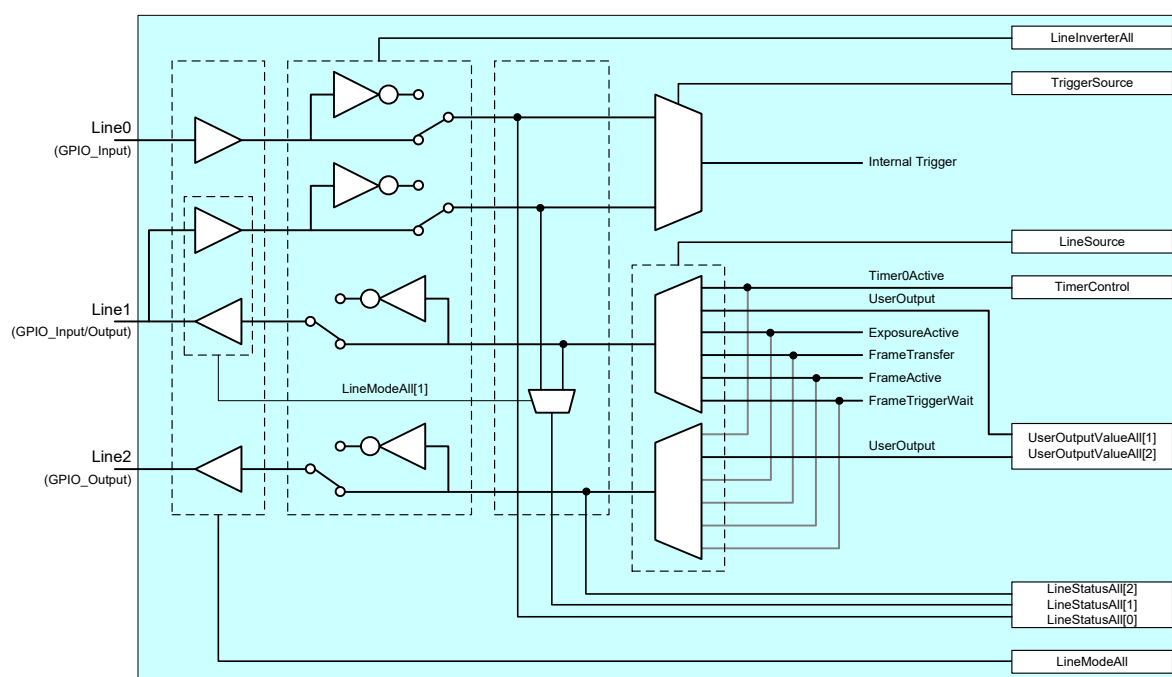 LineInverterAll
TriggerSource
Line0
(GPIO_Input)
Internal Trigger
LineSource
Timer0Active
TimerControl
UserOutput
Line1
(GPIO_Input/Output)
ExposureActive
FrameTransfer
FrameActive
LineModeAll[1]
FrameTriggerWait
Line2
(GPIO_Output)
UserOutput
UserOutputValueAll[1]
UserOutputValueAll[2]
LineStatusAll[2]
LineStatusAll[1]
LineStatusAll[0]
LineModeAll